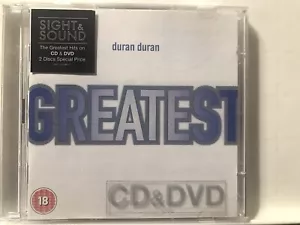 SIGHT&
SOUND
The Greatest Hits on
CD & DVD
2 Discs Special Price
duran duran
GREATEST
CD&DVD
18